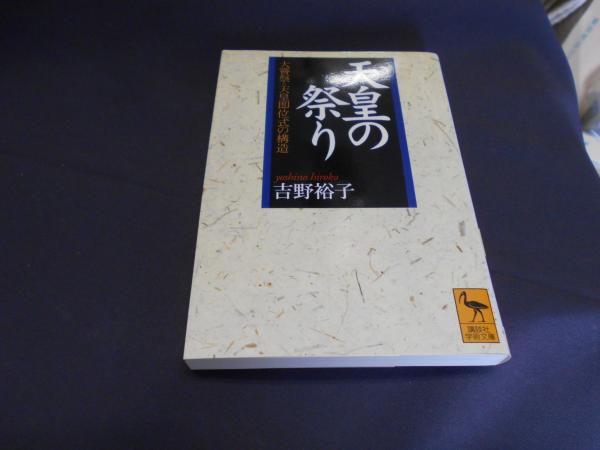 天皇の
祭り
大嘗祭=天皇即位式の構造
yoshino hiroko
吉野裕子
講談社
学術文庫